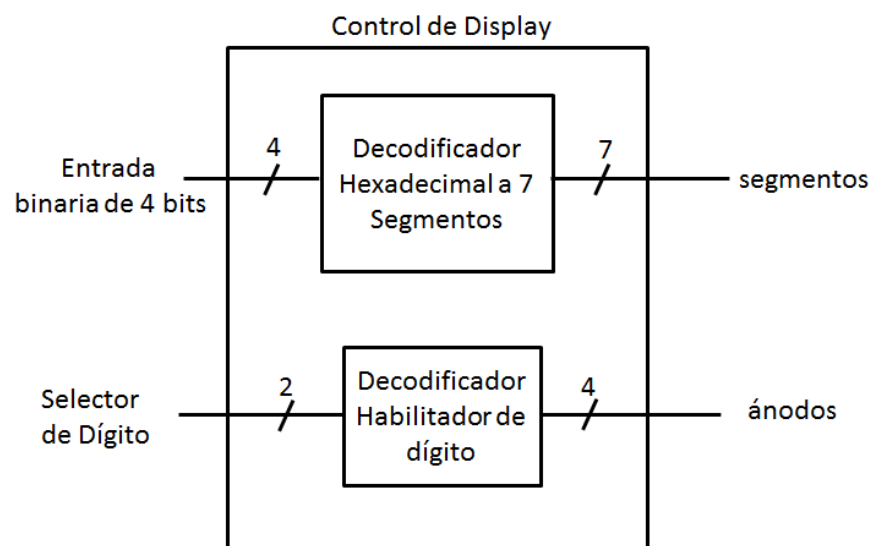 Control de Display
4
Decodificador
Hexadecimal a 7
Segmentos
7
Entrada
binaria de 4 bits
segmentos
2
Decodificador
Habilitador de
dígito
4
Selector
de Dígito
ánodos